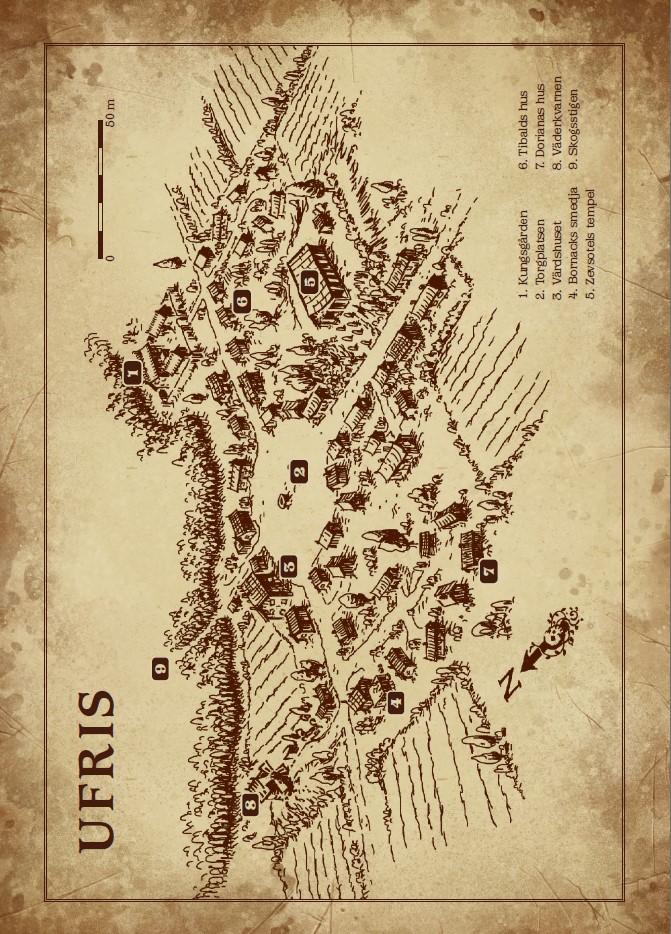 UFRIS
0 50 m
1
9
6
8
3
2
5
4
7
N
1. Kungsgården
2. Torgplatsen
3. Värdshuset
4. Bornacks smedja
5. Zevsotels tempel
6. Tibalds hus
7. Dorianas hus
8. Väderkvarnen
9. Skogsstigen